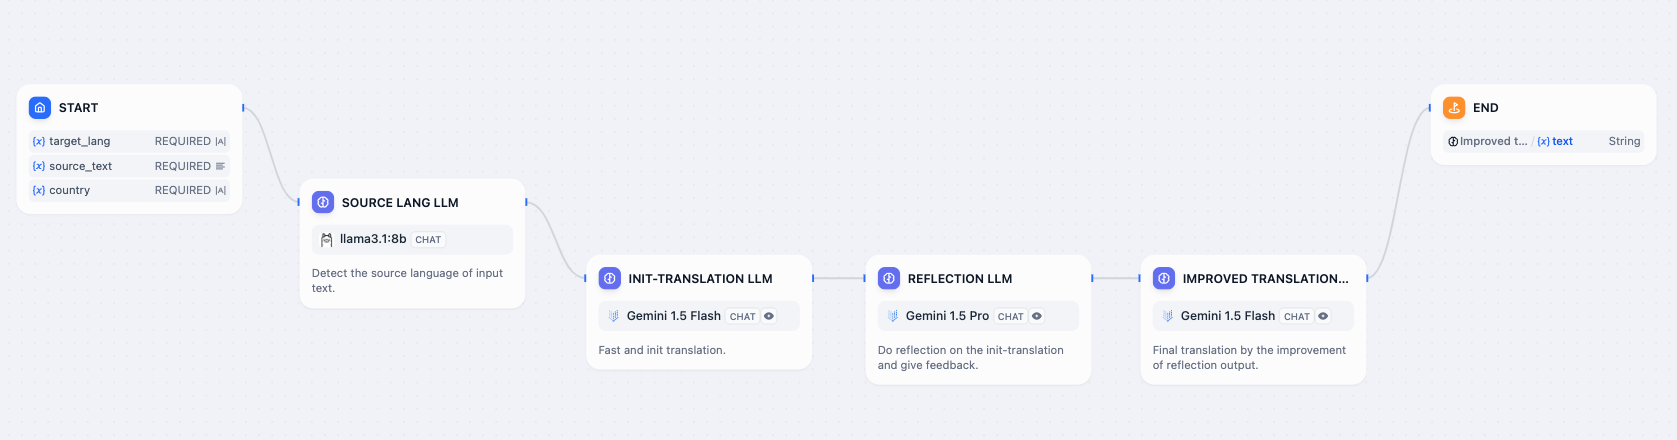 START
{x} target_lang REQUIRED |A|
{x} source_text REQUIRED
{x} country REQUIRED |A|
SOURCE LANG LLM
llama3.1:8b CHAT
Detect the source language of input
text.
INIT-TRANSLATION LLM
Gemini 1.5 Flash CHAT
Fast and init translation.
REFLECTION LLM
Gemini 1.5 Pro CHAT
Do reflection on the init-translation
and give feedback.
IMPROVED TRANSLATION...
Gemini 1.5 Flash CHAT
Final translation by the improvement
of reflection output.
END
Improved t... / {x} text String